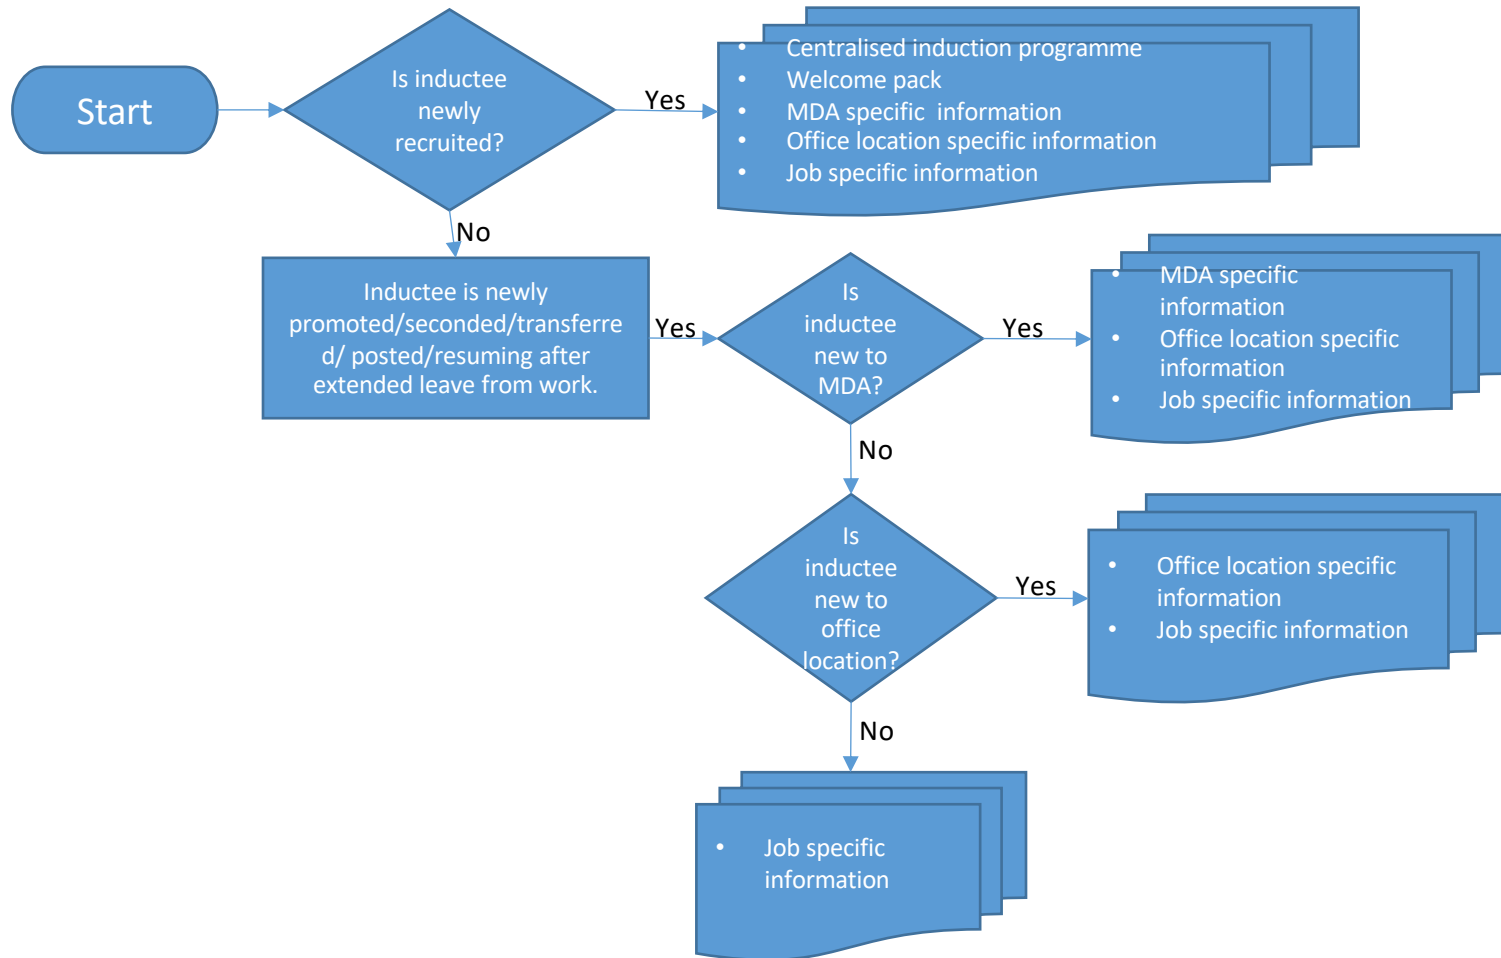 Start
Is inductee
newly
recruited?
Yes
• Centralised induction programme
• Welcome pack
• MDA specific information
• Office location specific information
• Job specific information
No
Inductee is newly
promoted/seconded/transferre
d/ posted/resuming after
extended leave from work.
Yes
Is
inductee
new to
MDA?
Yes
• MDA specific
information
• Office location specific
information
• Job specific information
No
Is
inductee
new to
office
location?
Yes
• Office location specific
information
• Job specific information
No
• Job specific
information